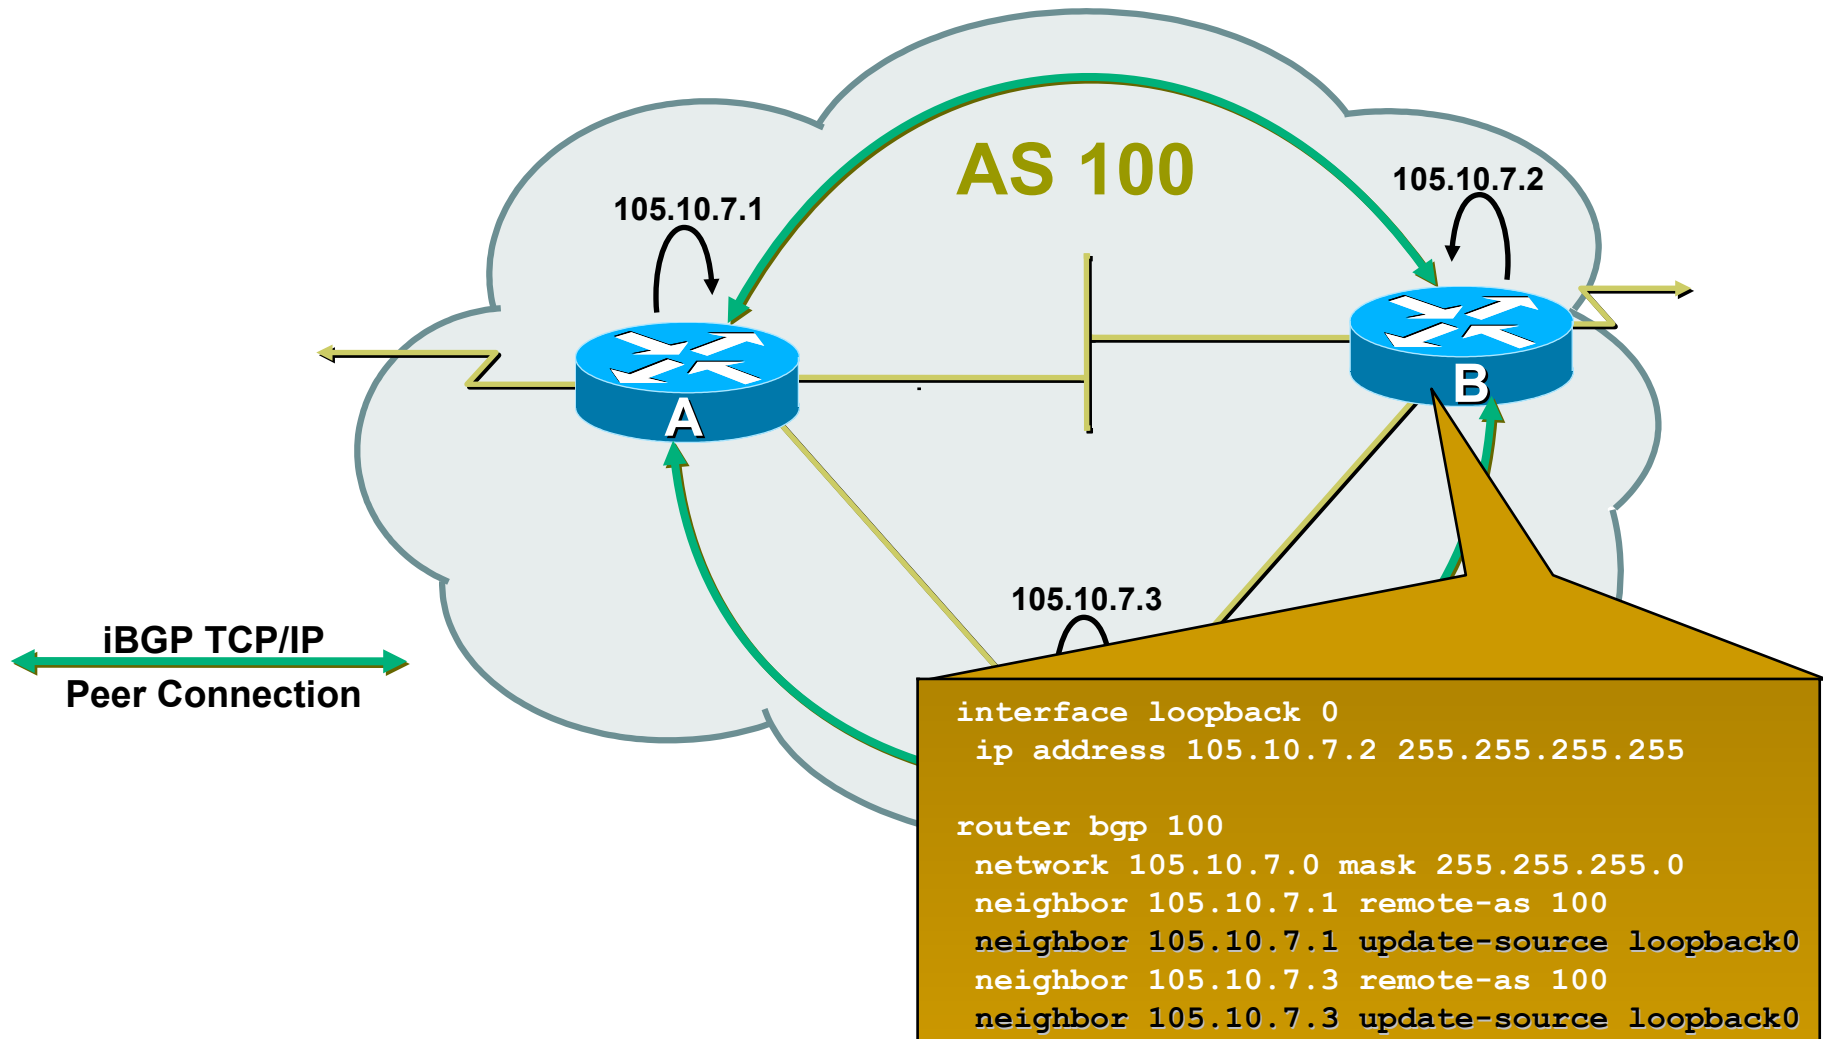 AS 100
105.10.7.2
105.10.7.1
B
A
105.10.7.3
iBGP TCP/IP
Peer Connection
interface loopback 0
ip address 105.10.7.2 255.255.255.255
router bgp 100
network 105.10.7.0 mask 255.255.255.0
neighbor 105.10.7.1 remote-as 100
neighbor 105.10.7.1 update-source loopback0
neighbor 105.10.7.3 remote-as 100
neighbor 105.10.7.3 update-source loopback0